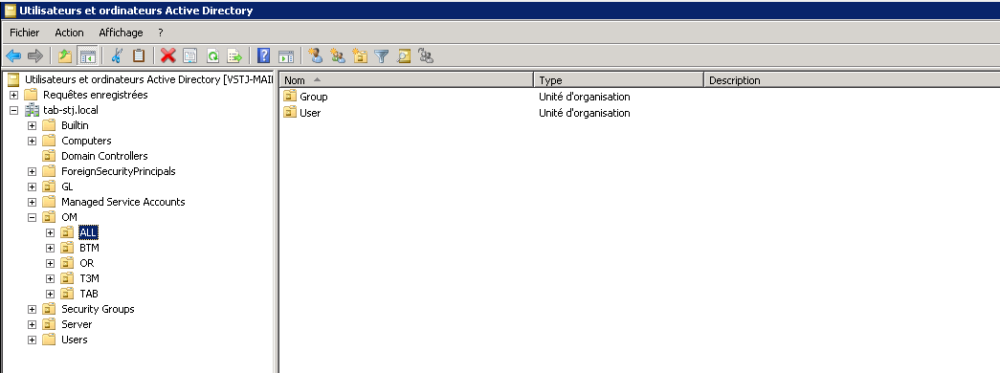 Utilisateurs et ordinateurs Active Directory
Fichier Action Affichage ?
Utilisateurs et ordinateurs Active Directory [VSTJ-MAI
Requêtes enregistrées
tab-stj.local
Builtin
Computers
Domain Controllers
ForeignSecurityPrincipals
GL
Managed Service Accounts
OM
ALL
BTM
OR
T3M
TAB
Security Groups
Server
Users
Nom Type Description
Group Unité d'organisation
User Unité d'organisation